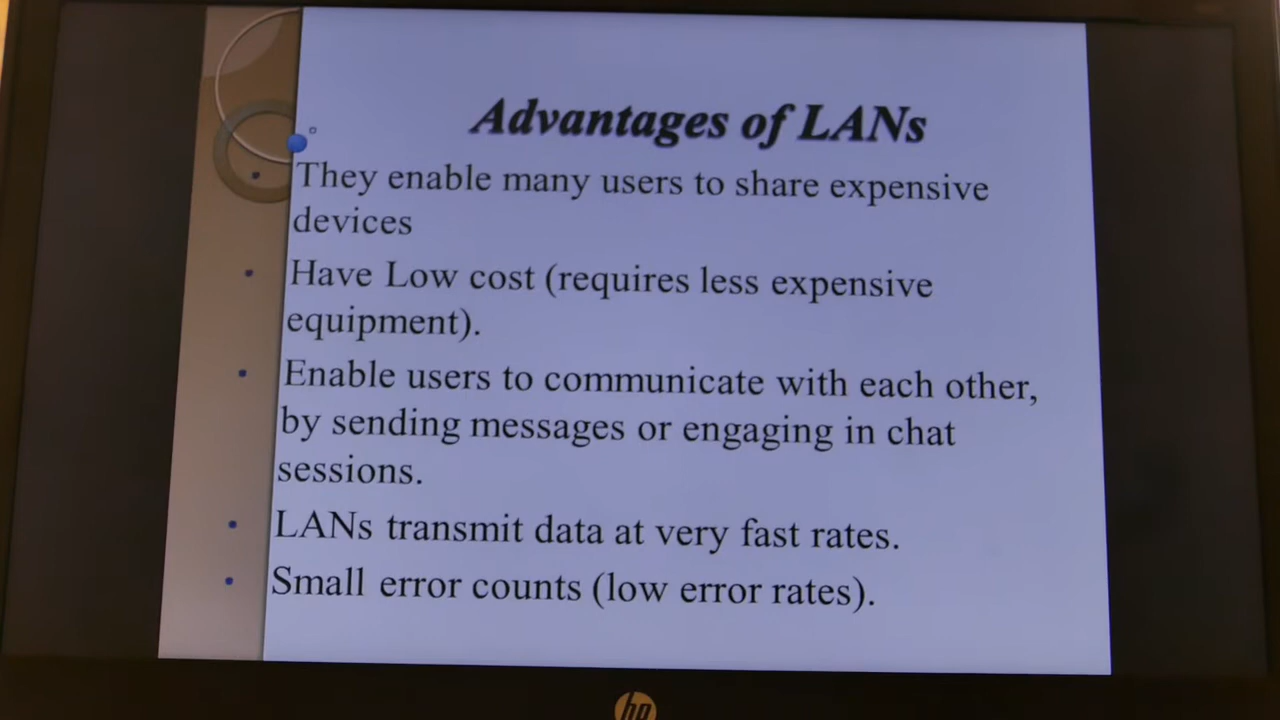 Advantages of LANs
• They enable many users to share expensive
devices
• Have Low cost (requires less expensive
equipment).
• Enable users to communicate with each other,
by sending messages or engaging in chat
sessions.
• LANs transmit data at very fast rates.
• Small error counts (low error rates).
hp